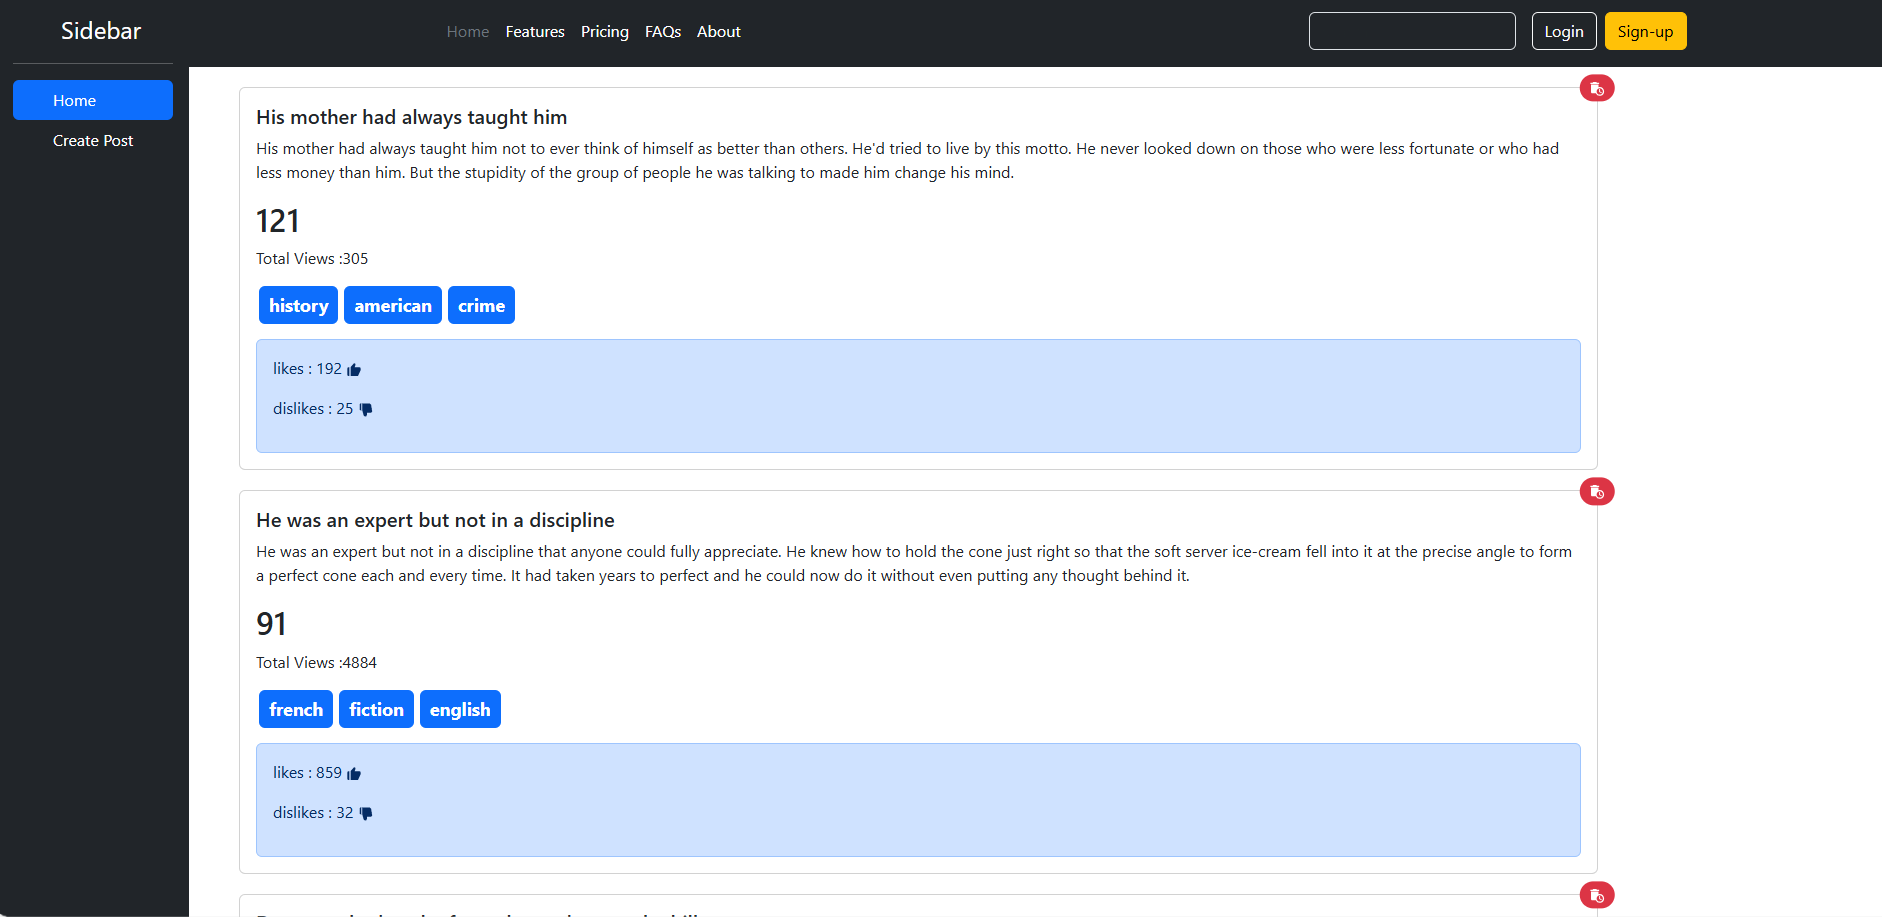 Sidebar
Home Features Pricing FAQs About
Login Sign-up
Home
Create Post
His mother had always taught him
His mother had always taught him not to ever think of himself as better than others. He'd tried to live by this motto. He never looked down on those who were less fortunate or who had
less money than him. But the stupidity of the group of people he was talking to made him change his mind.
121
Total Views :305
history american crime
likes : 192
dislikes : 25
He was an expert but not in a discipline
He was an expert but not in a discipline that anyone could fully appreciate. He knew how to hold the cone just right so that the soft server ice-cream fell into it at the precise angle to form
a perfect cone each and every time. It had taken years to perfect and he could now do it without even putting any thought behind it.
91
Total Views :4884
french fiction english
likes : 859
dislikes : 32